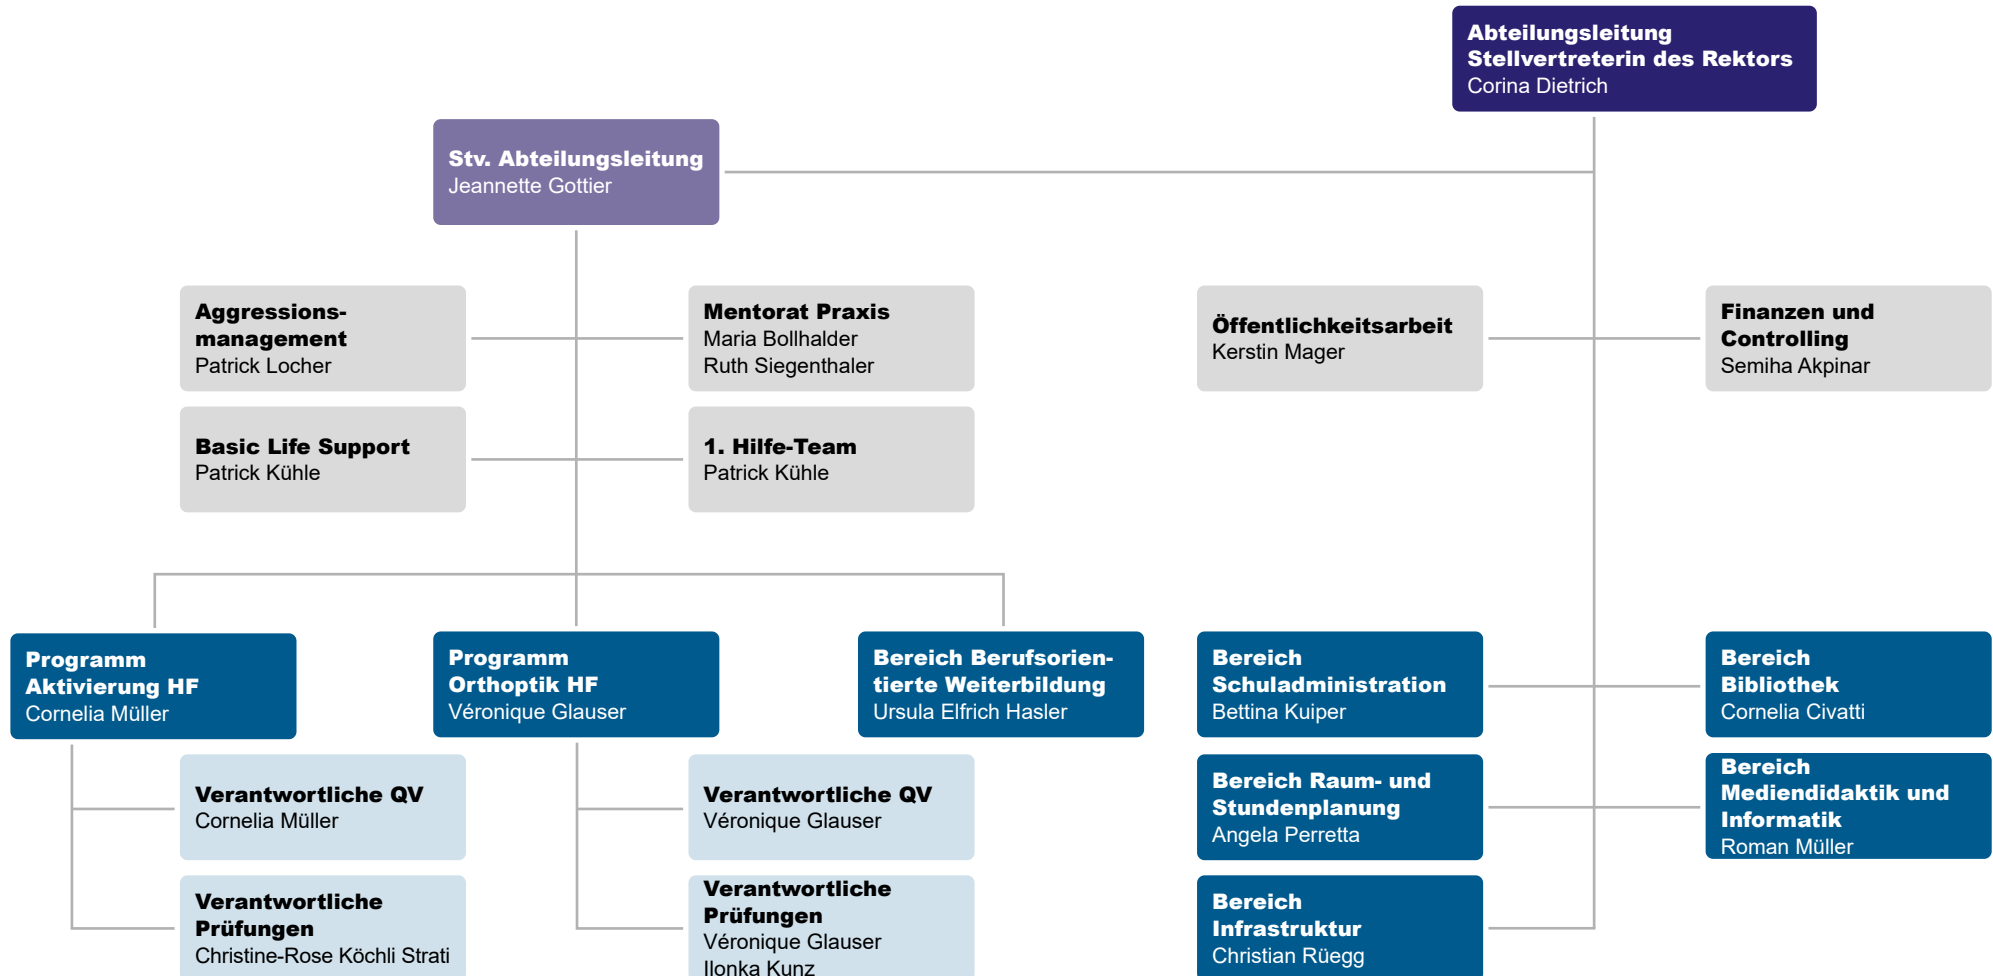 Abteilungsleitung
Stellvertreterin des Rektors
Corina Dietrich
Stv. Abteilungsleitung
Jeannette Gottier
Aggressions-
management
Patrick Locher
Mentorat Praxis
Maria Bollhalder
Ruth Siegenthaler
Öffentlichkeitsarbeit
Kerstin Mager
Finanzen und
Controlling
Semiha Akpinar
Basic Life Support
Patrick Kühle
1. Hilfe-Team
Patrick Kühle
Programm
Aktivierung HF
Cornelia Müller
Programm
Orthoptik HF
Véronique Glauser
Bereich Berufsorien-
tierte Weiterbildung
Ursula Elfrich Hasler
Bereich
Schuladministration
Bettina Kuiper
Bereich
Bibliothek
Cornelia Civatti
Verantwortliche QV
Cornelia Müller
Verantwortliche QV
Véronique Glauser
Bereich Raum- und
Stundenplanung
Angela Perretta
Bereich
Mediendidaktik und
Informatik
Roman Müller
Verantwortliche
Prüfungen
Christine-Rose Köchli Strati
Verantwortliche
Prüfungen
Véronique Glauser
Ilonka Kunz
Bereich
Infrastruktur
Christian Rüegg